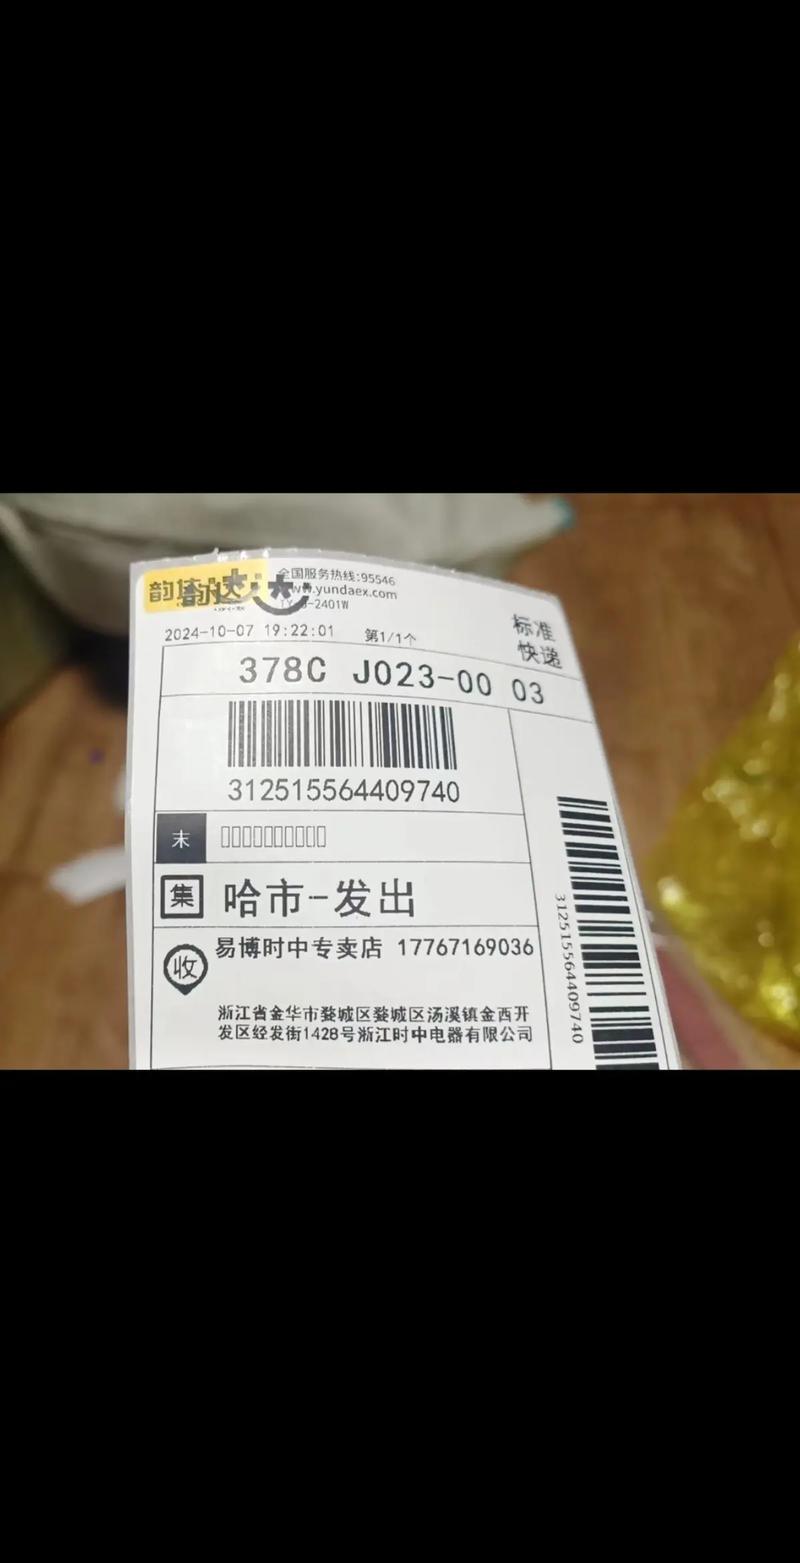 韵达
全国服务热线:95546
www.yundaex.com
-2401W
标准
快递
2024-10-07 19:22:01 第1/1个
378C J023-00 03
312515564409740
末
集 哈市-发出
收 易博时中专卖店 17767169036
浙江省金华市婺城区婺城区汤溪镇金西开
发区经发街1428号浙江时中电器有限公司
312515564409740